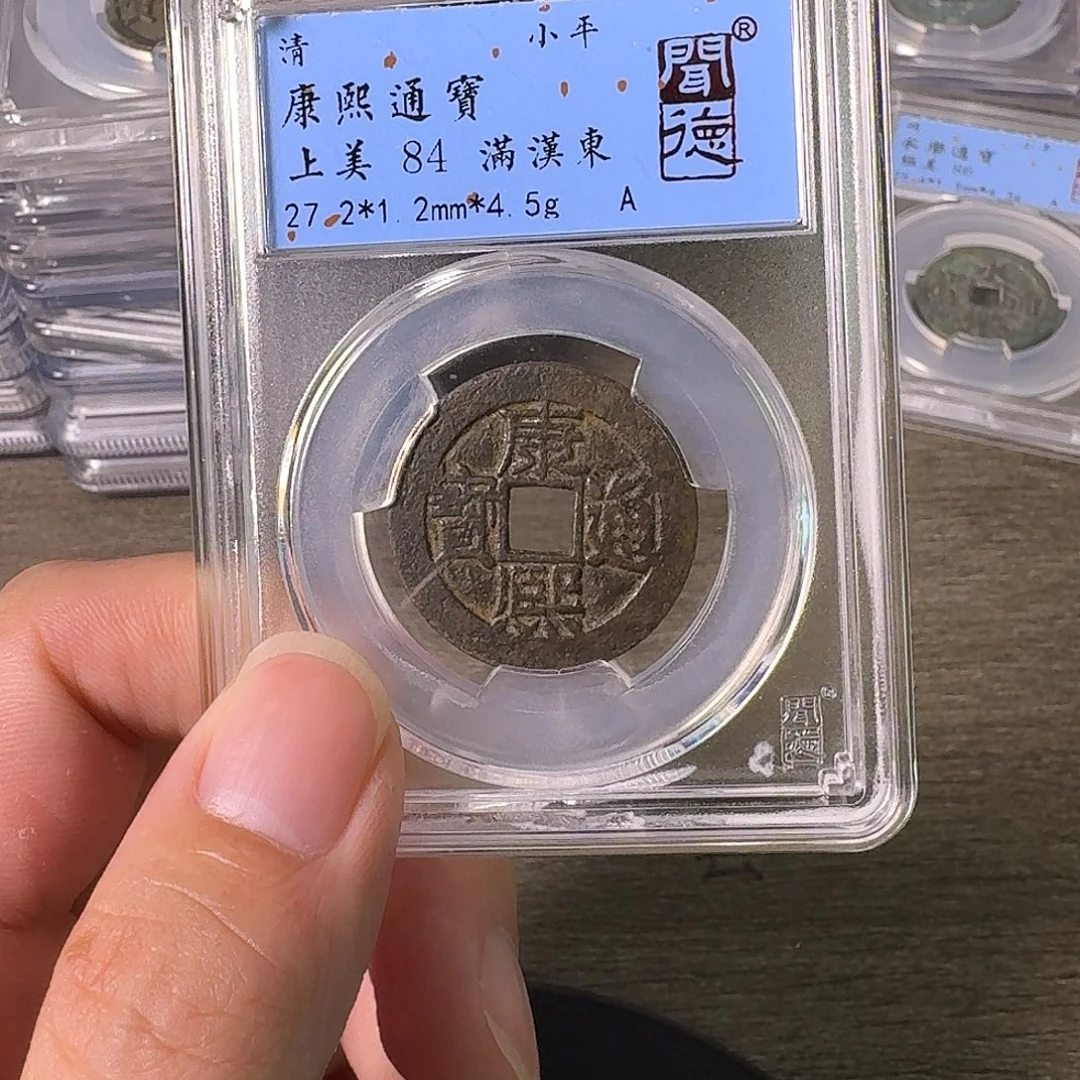 清 小平
康熙通寶
上美 84 滿漢東
27.2*1.2mm*4.5g A
聞德®
康熙通寶
聞德